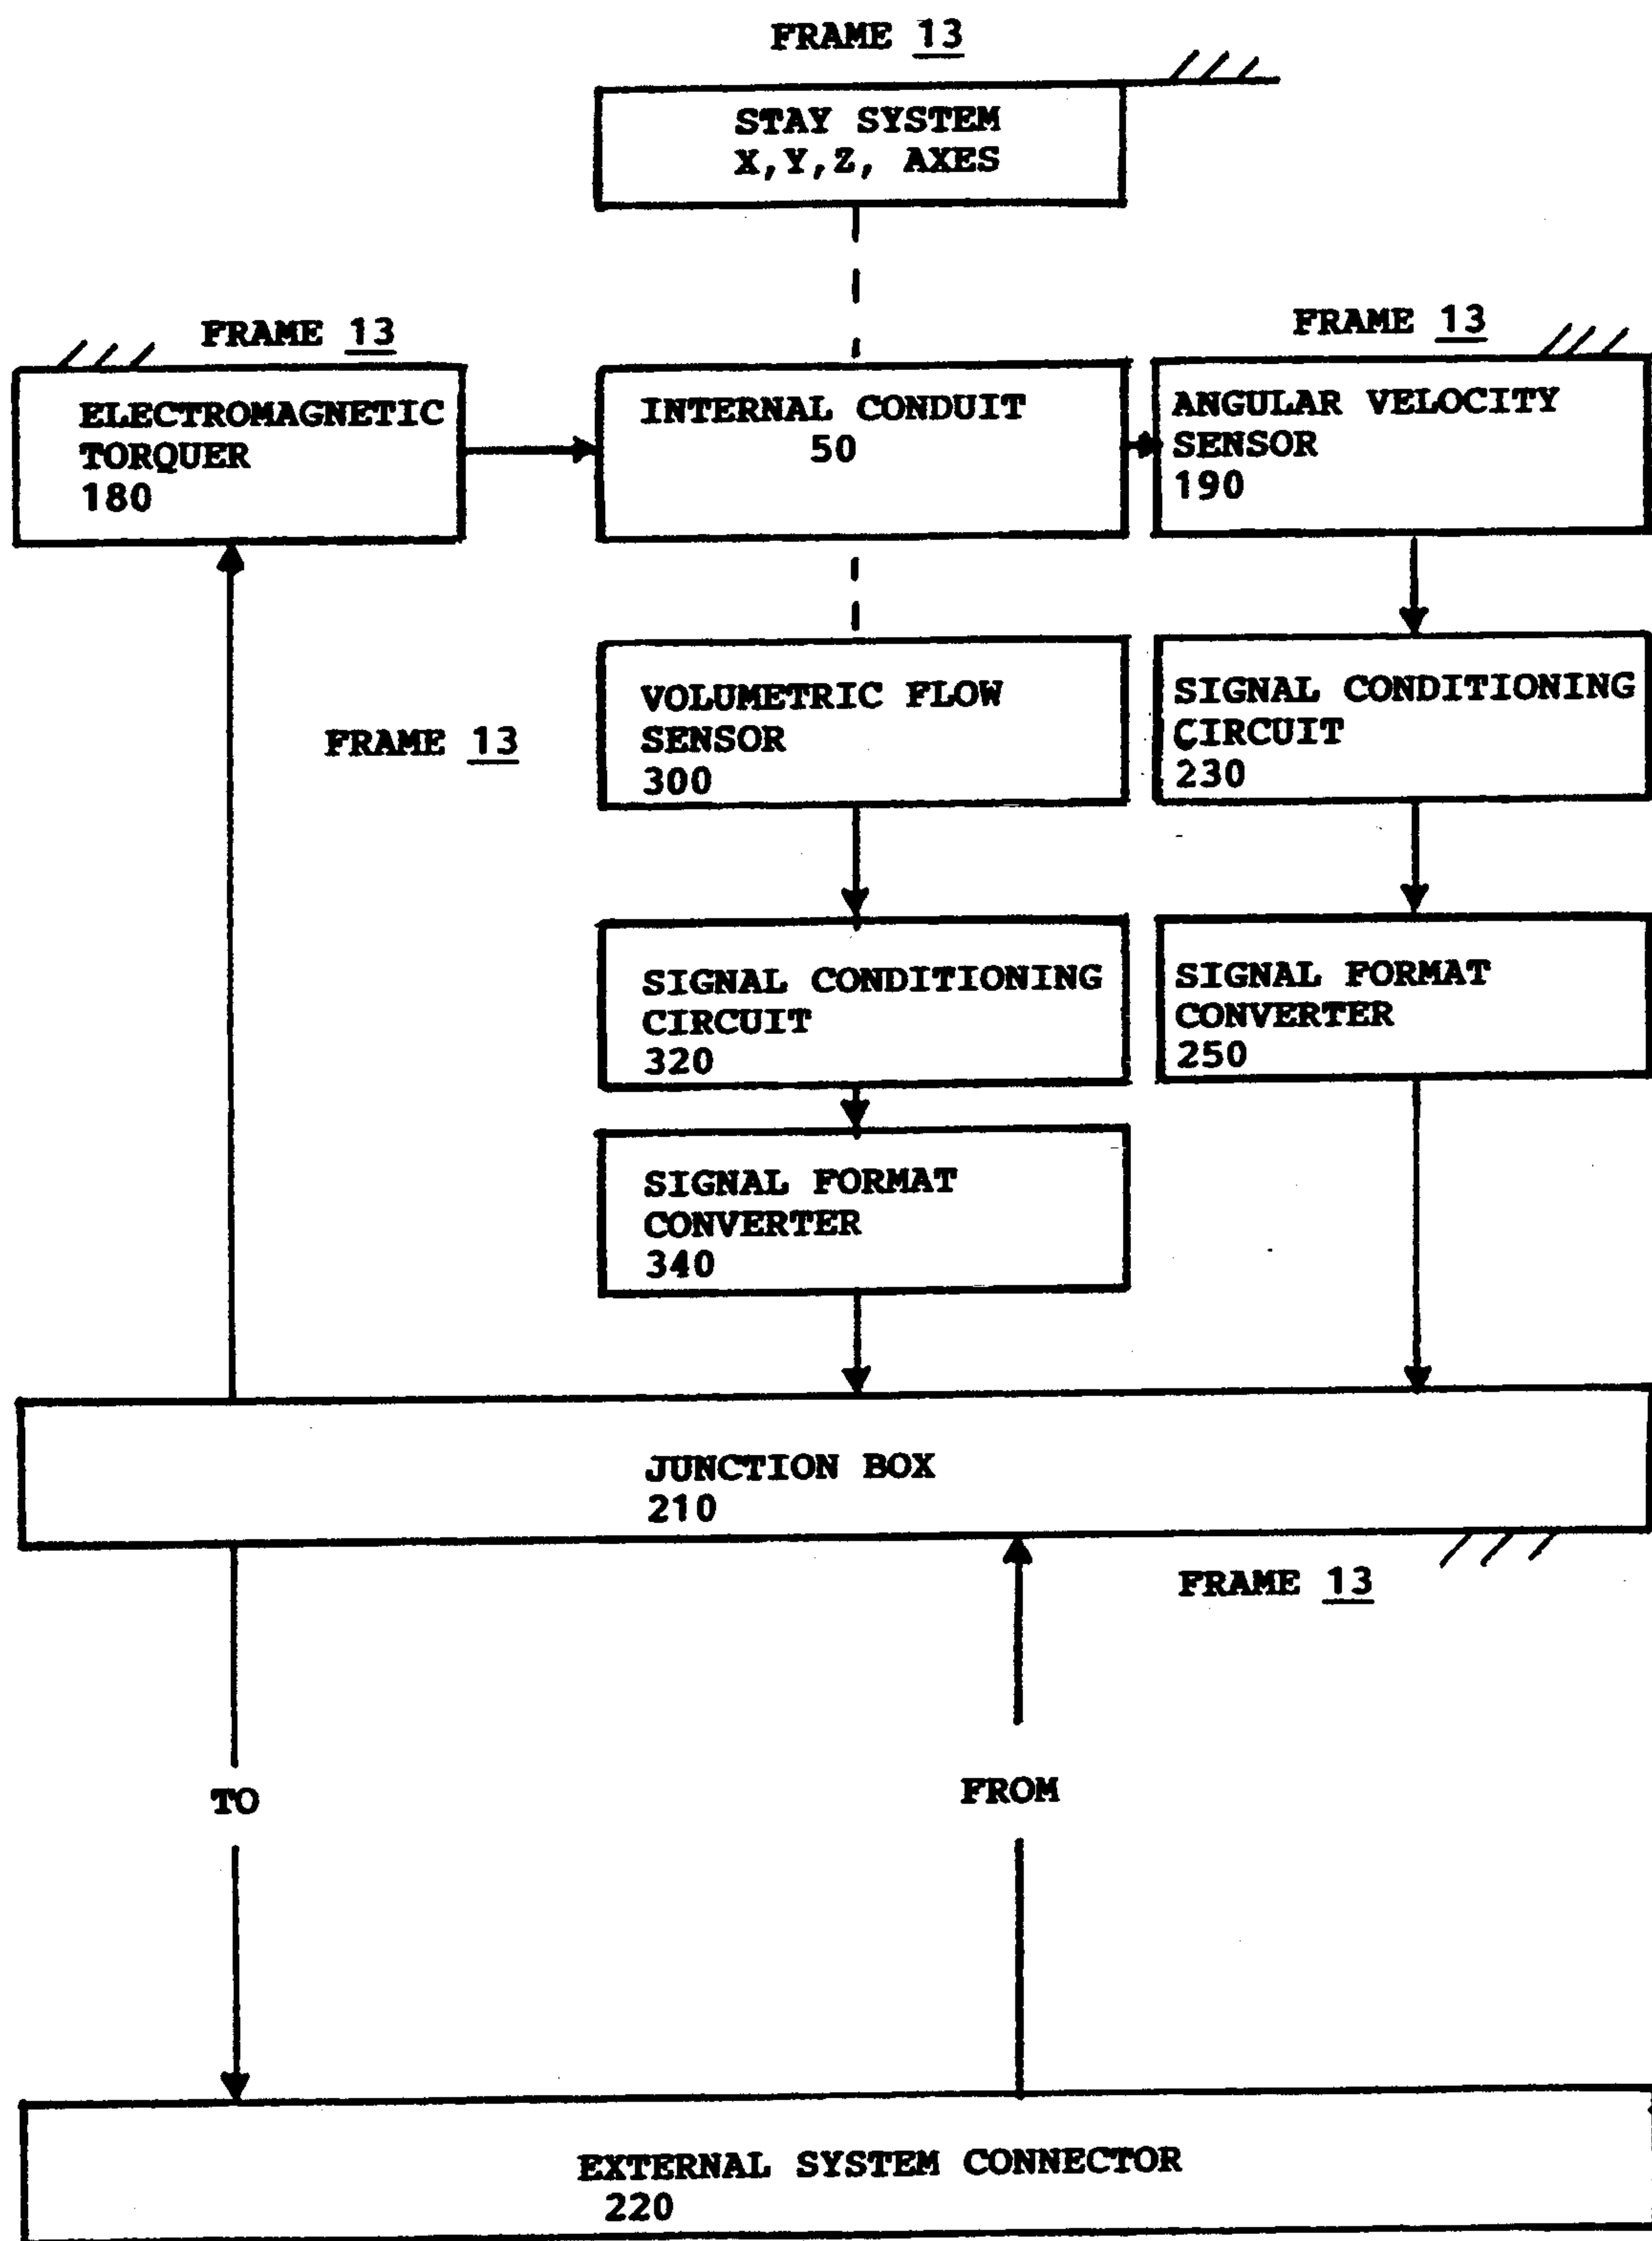 FRAME 13
STAY SYSTEM
X,Y,Z, AXES
FRAME 13
FRAME 13
ELECTROMAGNETIC
TORQUER
180
INTERNAL CONDUIT
50
ANGULAR VELOCITY
SENSOR
190
FRAME 13
VOLUMETRIC FLOW
SENSOR
300
SIGNAL CONDITIONING
CIRCUIT
230
SIGNAL CONDITIONING
CIRCUIT
320
SIGNAL FORMAT
CONVERTER
250
SIGNAL FORMAT
CONVERTER
340
JUNCTION BOX
210
FRAME 13
TO
FROM
EXTERNAL SYSTEM CONNECTOR
220